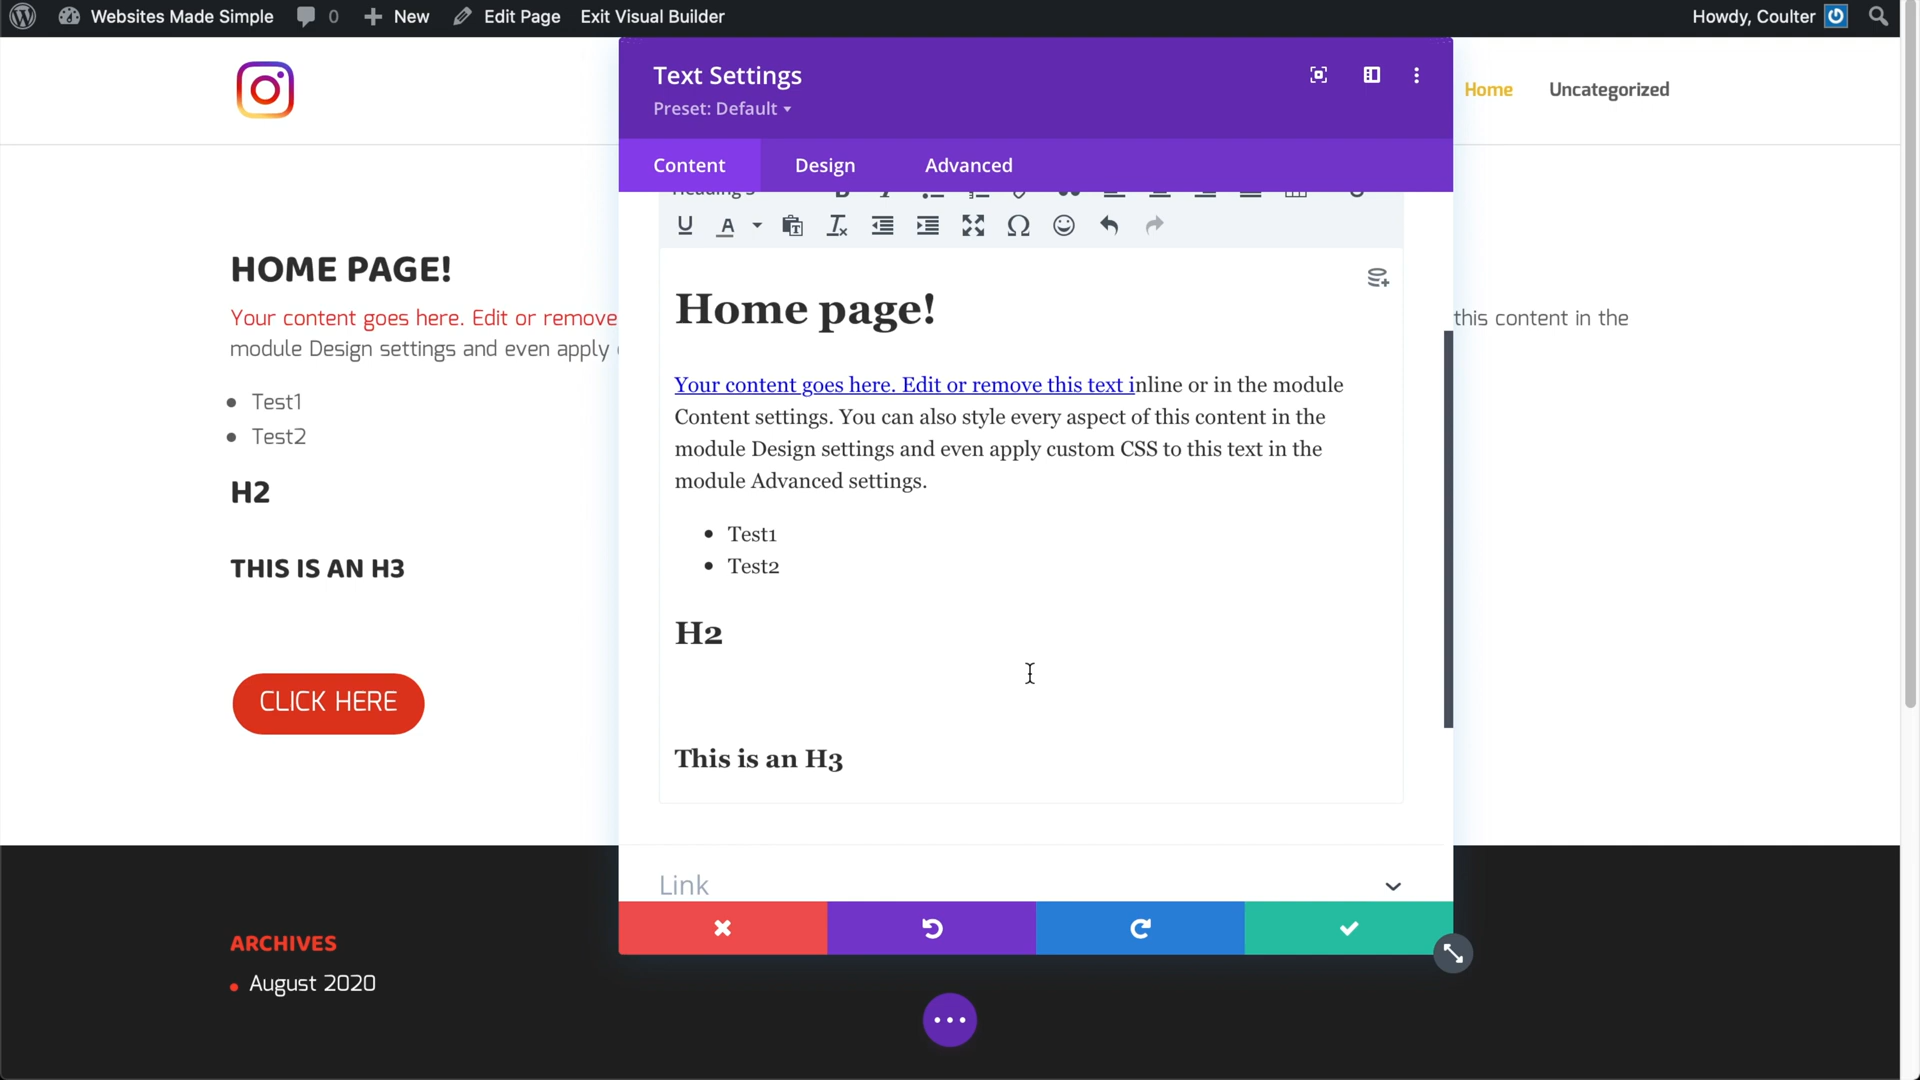 Websites Made Simple 0 New Edit Page Exit Visual Builder Howdy, Coulter
Text Settings
Preset: Default
Home Uncategorized
Content Design Advanced
HOME PAGE!
Your content goes here. Edit or remove
this content in the
module Design settings and even apply
Test1
Test2
H2
THIS IS AN H3
CLICK HERE
Home page!
Your content goes here. Edit or remove this text inline or in the module
Content settings. You can also style every aspect of this content in the
module Design settings and even apply custom CSS to this text in the
module Advanced settings.
Test1
Test2
H2
This is an H3
Link
ARCHIVES
August 2020